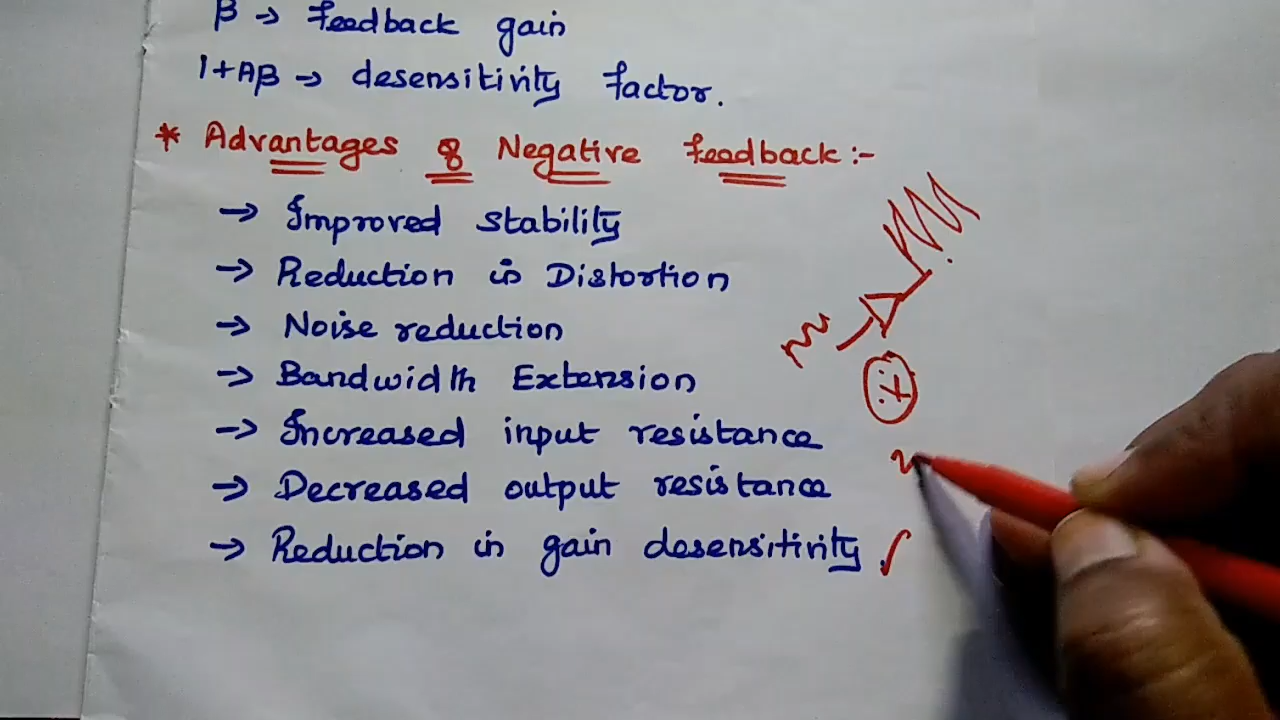 β → feedback gain
1+Aβ → desensitivity factor.
* Advantages of Negative feedback :-
→ Improved stability
→ Reduction in Distortion
→ Noise reduction
→ Bandwidth Extension
→ Increased input resistance
→ Decreased output resistance
→ Reduction in gain desensitivity